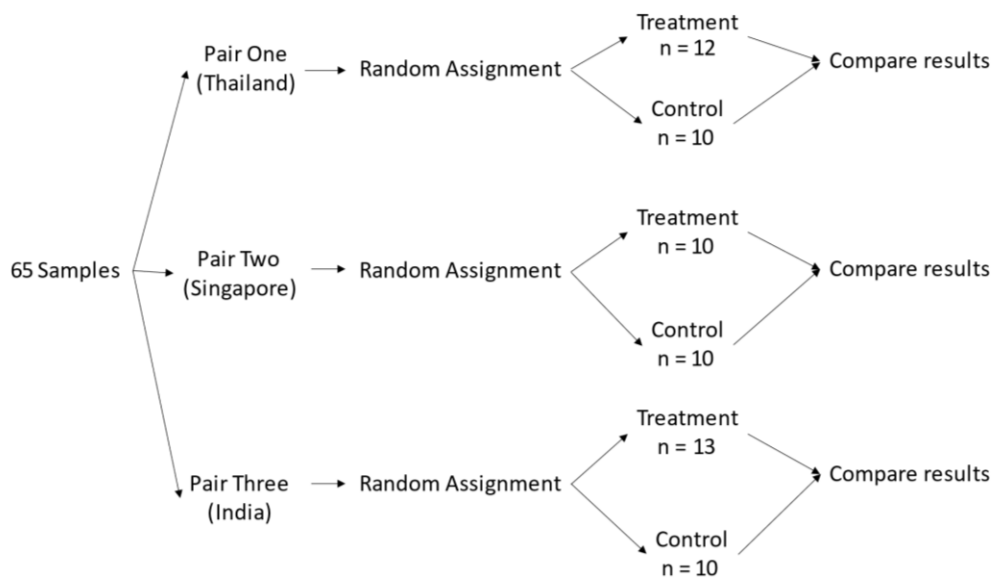 Treatment
n = 12
Pair One
(Thailand)
Random Assignment
Compare results
Control
n = 10
Treatment
n = 10
65 Samples
Pair Two
(Singapore)
Random Assignment
Compare results
Control
n = 10
Treatment
n = 13
Pair Three
(India)
Random Assignment
Compare results
Control
n = 10